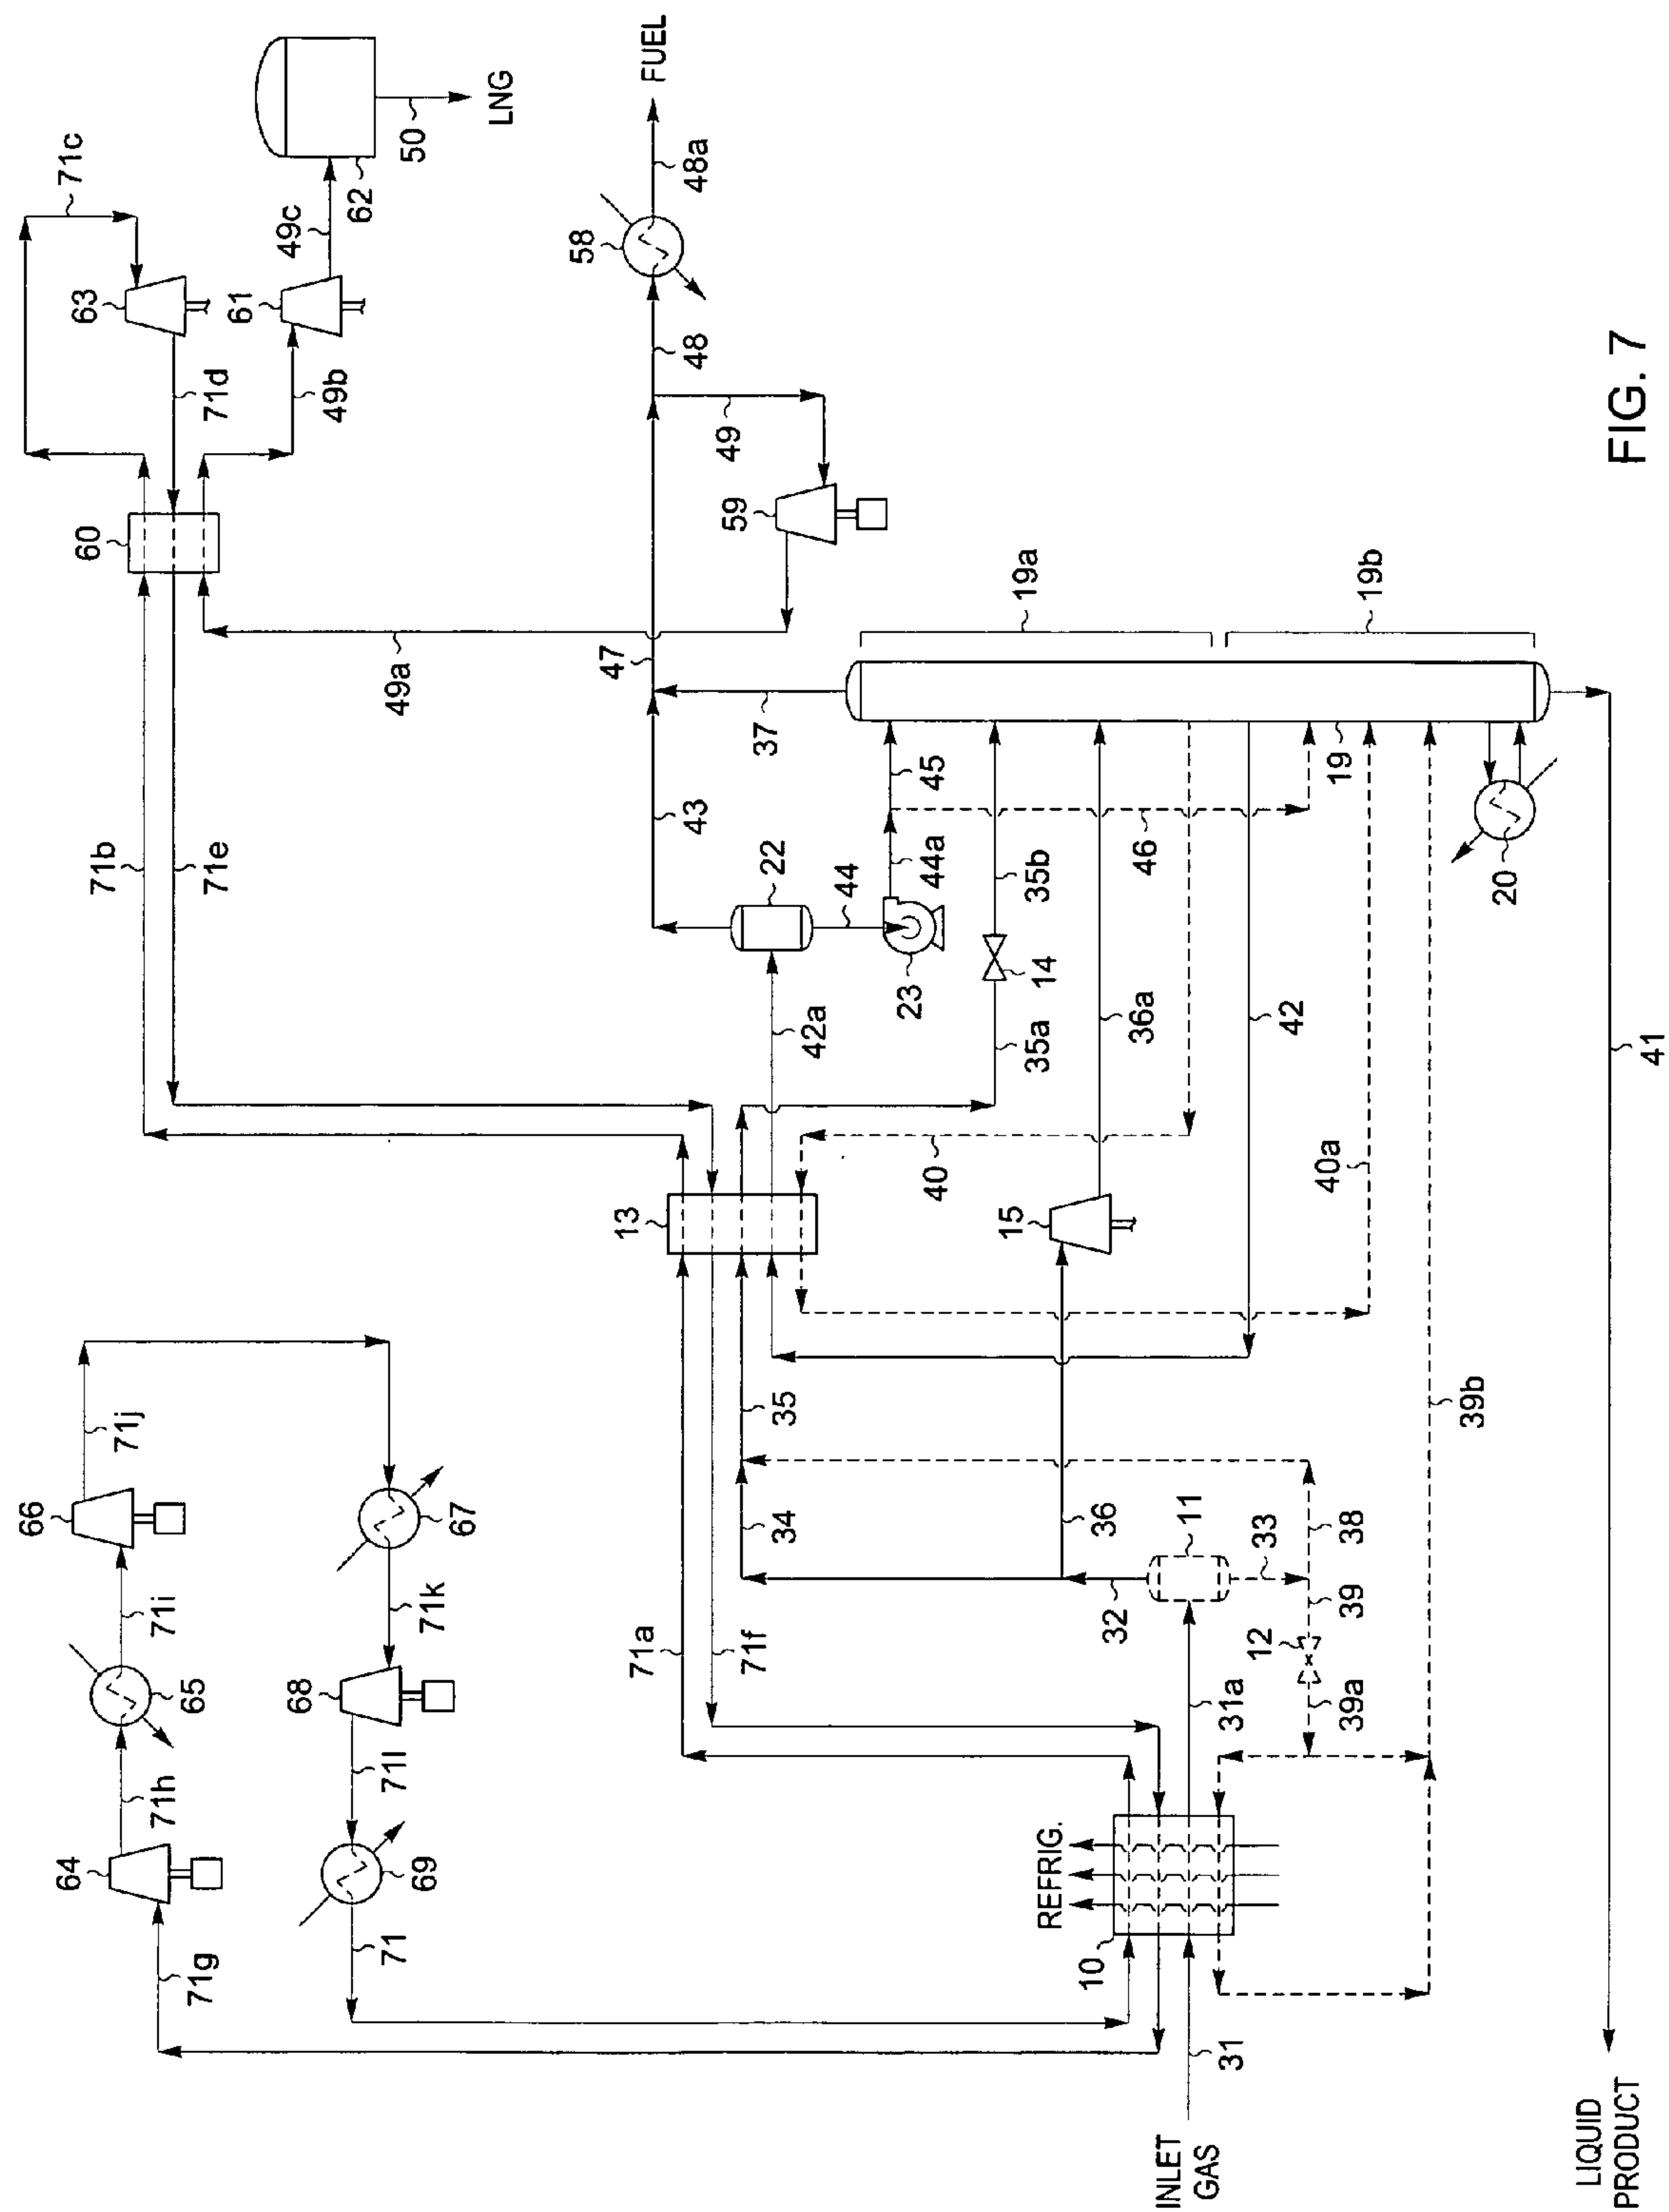 71c
63
61
49c
62
50
LNG
71d
49b
60
58
48a
FUEL
48
49
59
71b
71e
49a
47
37
43
22
44
44a
45
23
42a
14
35b
35a
46
36a
42
40
40a
19a
19b
19
20
41
13
15
66
71j
67
71i
65
71k
68
71h
64
71l
69
71g
71
35
34
36
11
33
38
32
39
12
39a
39b
71a
71f
31a
REFRIG.
10
31
INLET
GAS
LIQUID
PRODUCT
FIG. 7